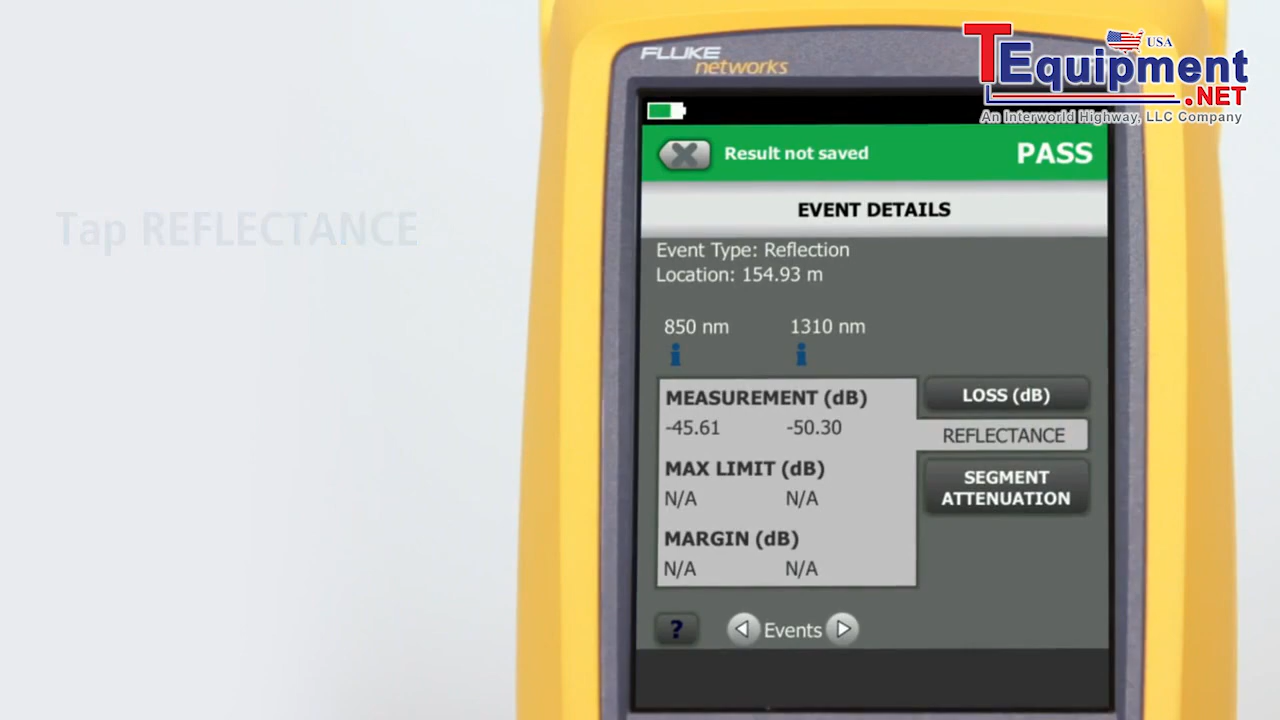 Tap REFLECTANCE
FLUKE
networks
TEquipment
USA
.NET
An Interworld Highway, LLC Company
Result not saved
PASS
EVENT DETAILS
Event Type: Reflection
Location: 154.93 m
850 nm 1310 nm
MEASUREMENT (dB)
-45.61 -50.30
MAX LIMIT (dB)
N/A N/A
MARGIN (dB)
N/A N/A
LOSS (dB)
REFLECTANCE
SEGMENT
ATTENUATION
? Events